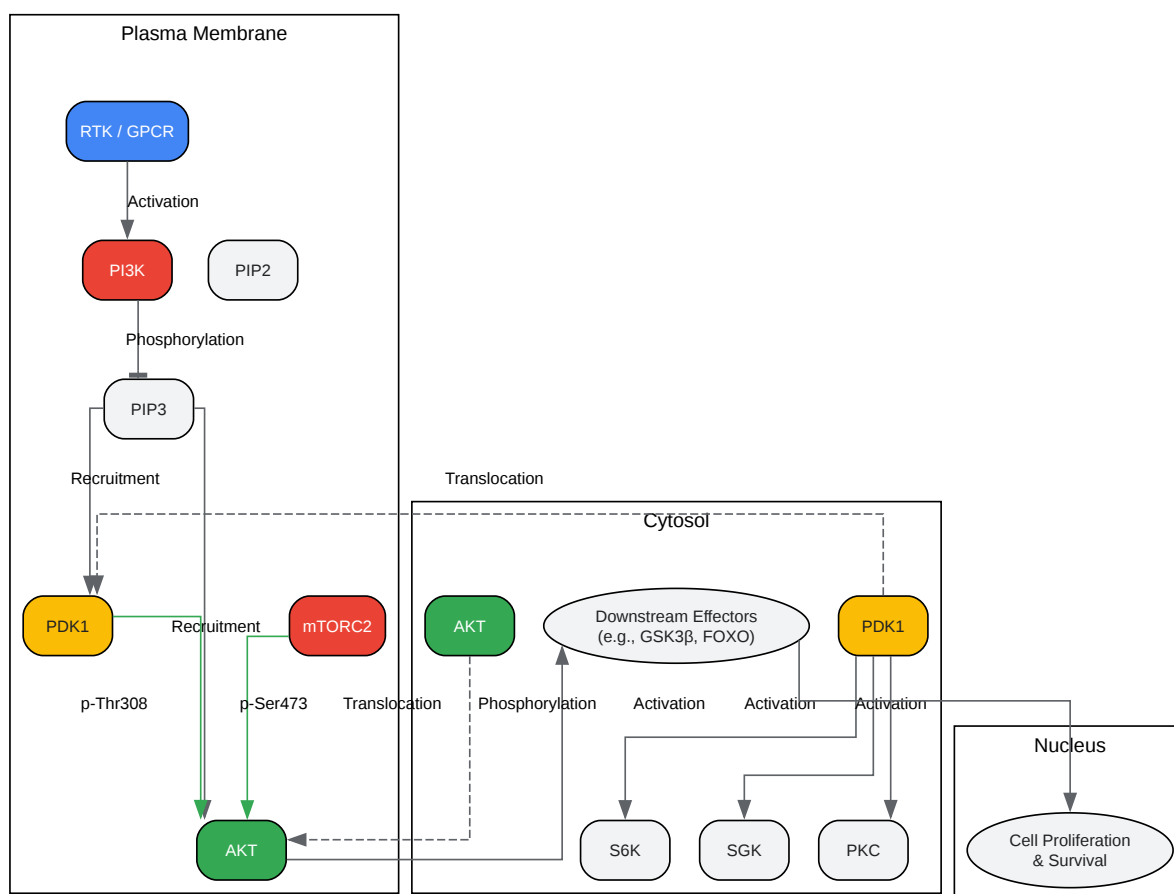 Plasma Membrane
RTK / GPCR
Activation
PI3K
PIP2
Phosphorylation
PIP3
Recruitment
Translocation
Cytosol
PDK1
Recruitment
mTORC2
AKT
Downstream Effectors
(e.g., GSK3β, FOXO)
PDK1
p-Thr308
p-Ser473
Translocation
Phosphorylation
Activation
Activation
Activation
Nucleus
AKT
S6K
SGK
PKC
Cell Proliferation
& Survival